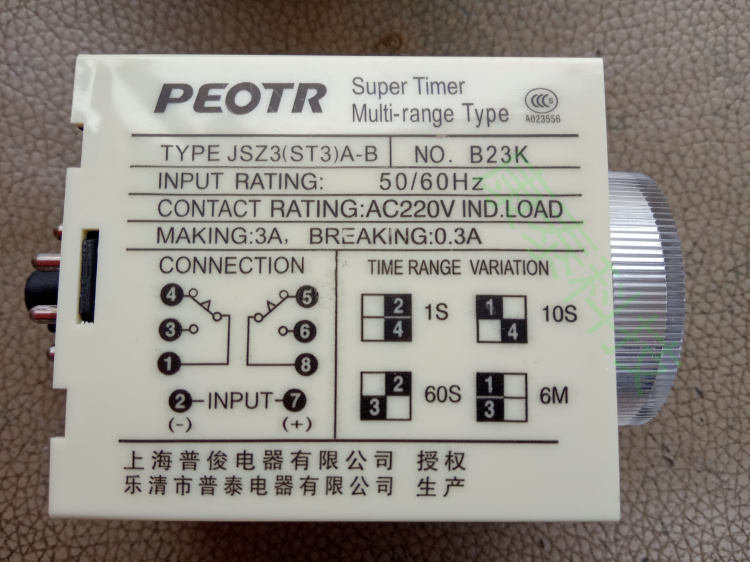 PEOTR
Super Timer
Multi-range Type
CCC S
A023556
TYPE JSZ3(ST3)A-B NO. B23K
INPUT RATING: 50/60Hz
CONTACT RATING:AC220V IND.LOAD
MAKING:3A, BREAKING:0.3A
CONNECTION
4 5
3 6
1 8
2 INPUT 7
(-) (+)
TIME RANGE VARIATION
2
4 1S
1
4 10S
2
3 60S
1
3 6M
上海普俊电器有限公司 授权
乐清市普泰电器有限公司 生产